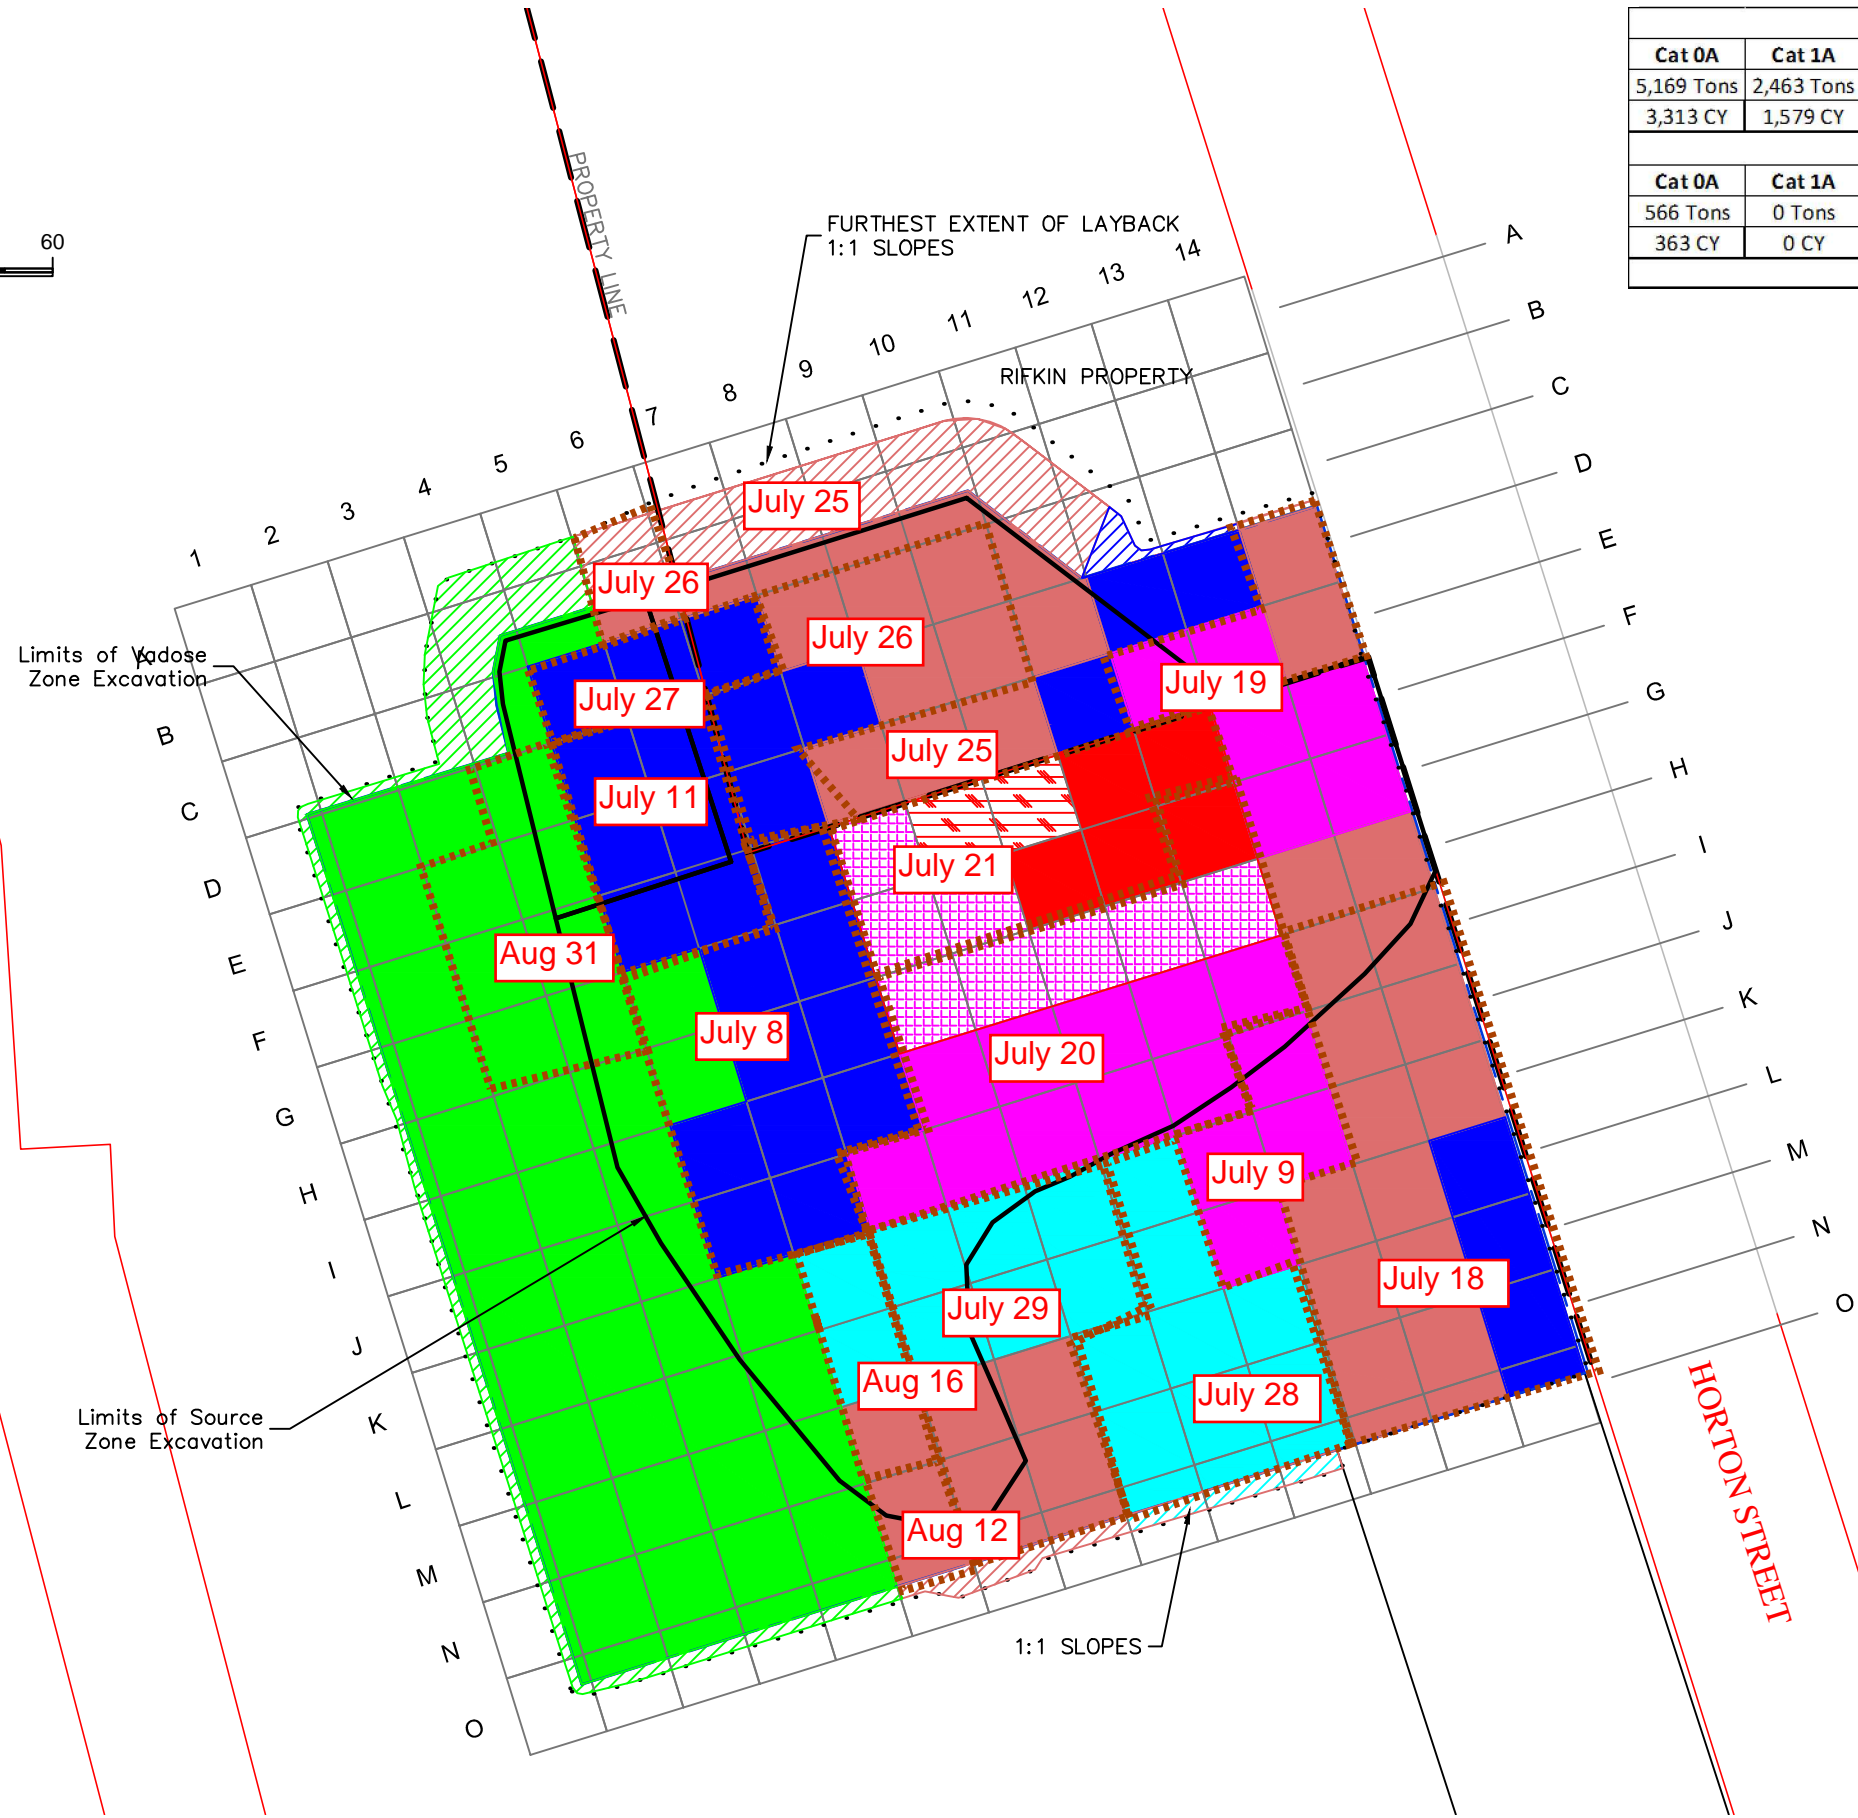 Cat 0A Cat 1A
5,169 Tons 2,463 Tons
3,313 CY 1,579 CY
Cat 0A Cat 1A
566 Tons 0 Tons
363 CY 0 CY
60
PROPERTY LINE
FURTHEST EXTENT OF LAYBACK
1:1 SLOPES
RIFKIN PROPERTY
1 2 3 4 5 6 7 8 9 10 11 12 13 14
A
B
C
D
E
F
G
H
I
J
K
L
M
N
O
Limits of Vadose
Zone Excavation
A
B
C
D
E
F
G
H
I
J
K
L
M
N
O
July 25
July 26
July 26
July 27
July 19
July 25
July 11
July 21
Aug 31
July 8
July 20
July 9
July 18
July 29
Aug 16
July 28
Aug 12
Limits of Source
Zone Excavation
1:1 SLOPES
HORTON STREET